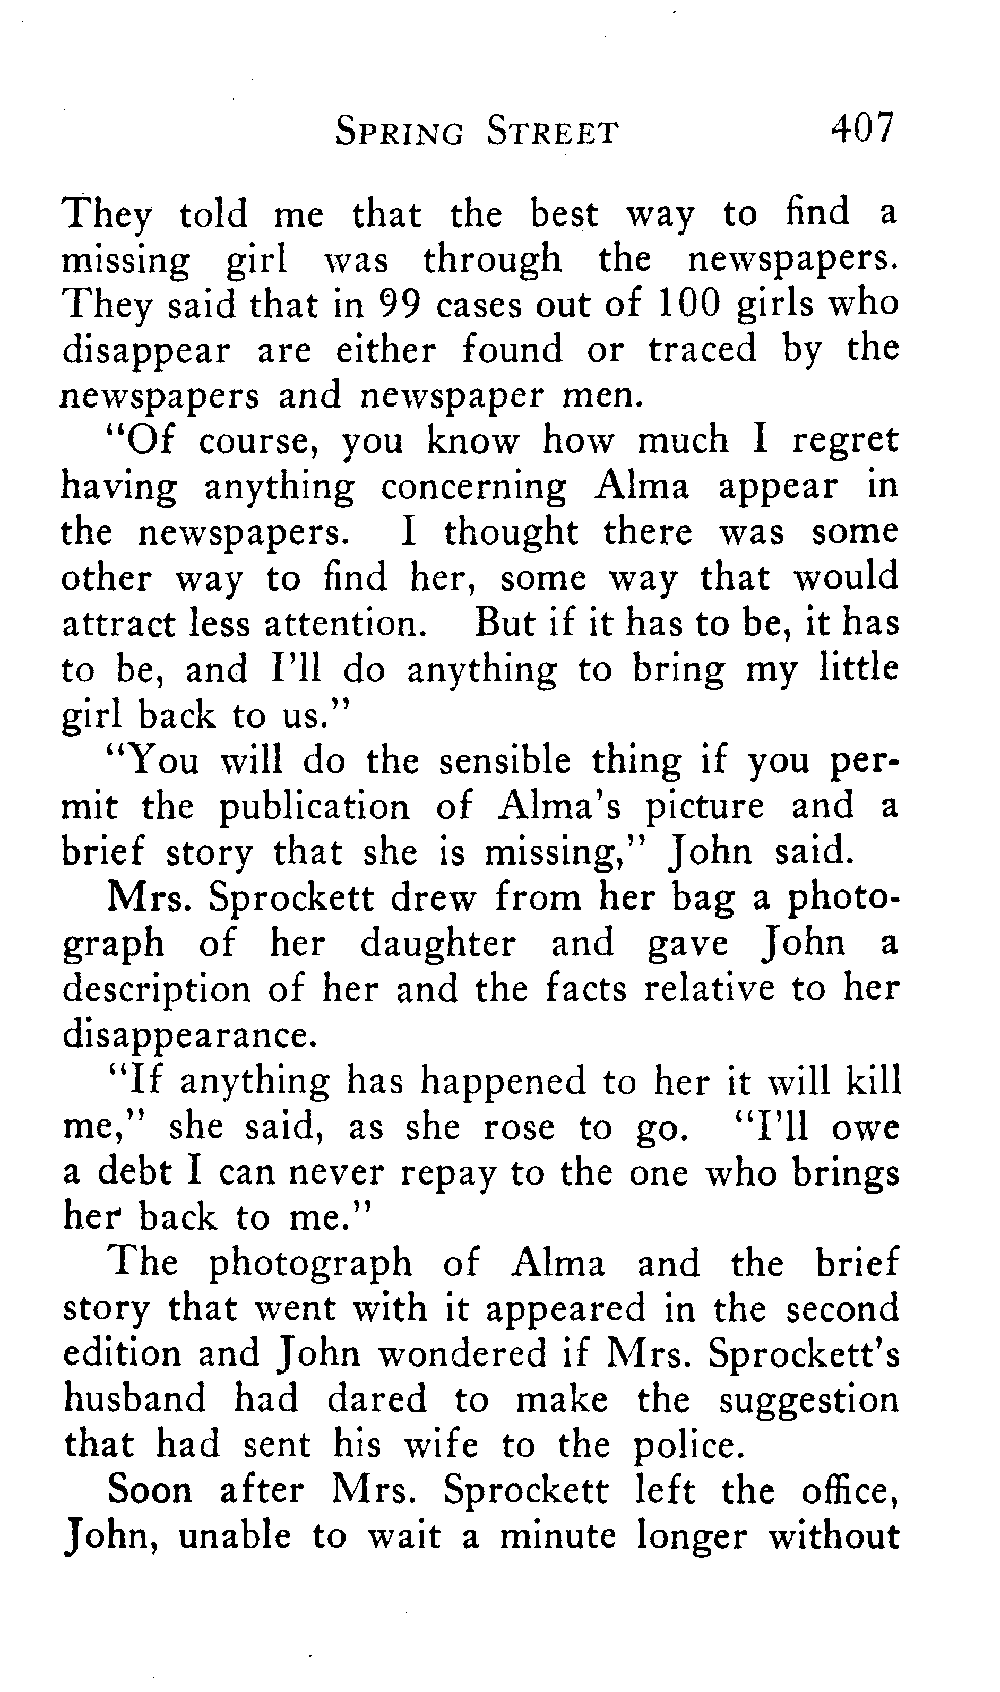 SPRING STREET 407
They told me that the best way to find a
missing girl was through the newspapers.
They said that in 99 cases out of 100 girls who
disappear are either found or traced by the
newspapers and newspaper men.
“Of course, you know how much I regret
having anything concerning Alma appear in
the newspapers. I thought there was some
other way to find her, some way that would
attract less attention. But if it has to be, it has
to be, and I’ll do anything to bring my little
girl back to us.”
“You will do the sensible thing if you per-
mit the publication of Alma’s picture and a
brief story that she is missing,” John said.
Mrs. Sprockett drew from her bag a photo-
graph of her daughter and gave John a
description of her and the facts relative to her
disappearance.
“If anything has happened to her it will kill
me,” she said, as she rose to go. “I’ll owe
a debt I can never repay to the one who brings
her back to me.”
The photograph of Alma and the brief
story that went with it appeared in the second
edition and John wondered if Mrs. Sprockett’s
husband had dared to make the suggestion
that had sent his wife to the police.
Soon after Mrs. Sprockett left the office,
John, unable to wait a minute longer without